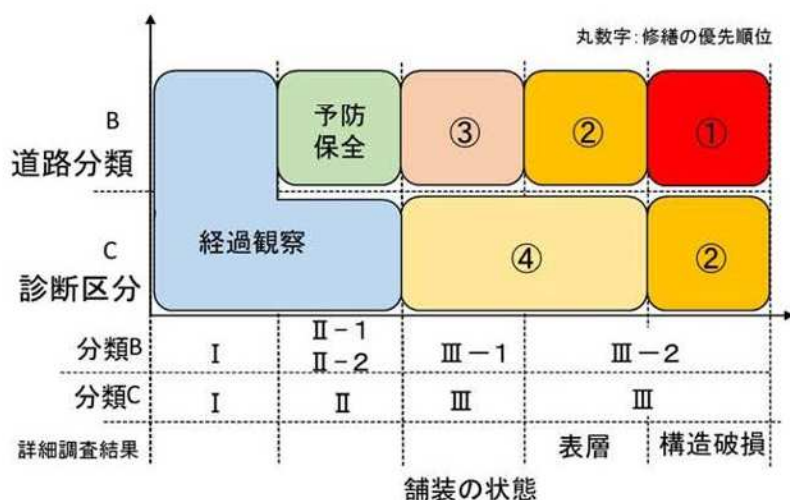 丸数字：修繕の優先順位
B
道路分類
予防
保全
③
②
①
C
診断区分
経過観察
④
②
分類B
Ⅰ
Ⅱ－1
Ⅱ－2
Ⅲ－1
Ⅲ－2
分類C
Ⅰ
Ⅱ
Ⅲ
Ⅲ
詳細調査結果
表層
構造破損
舗装の状態